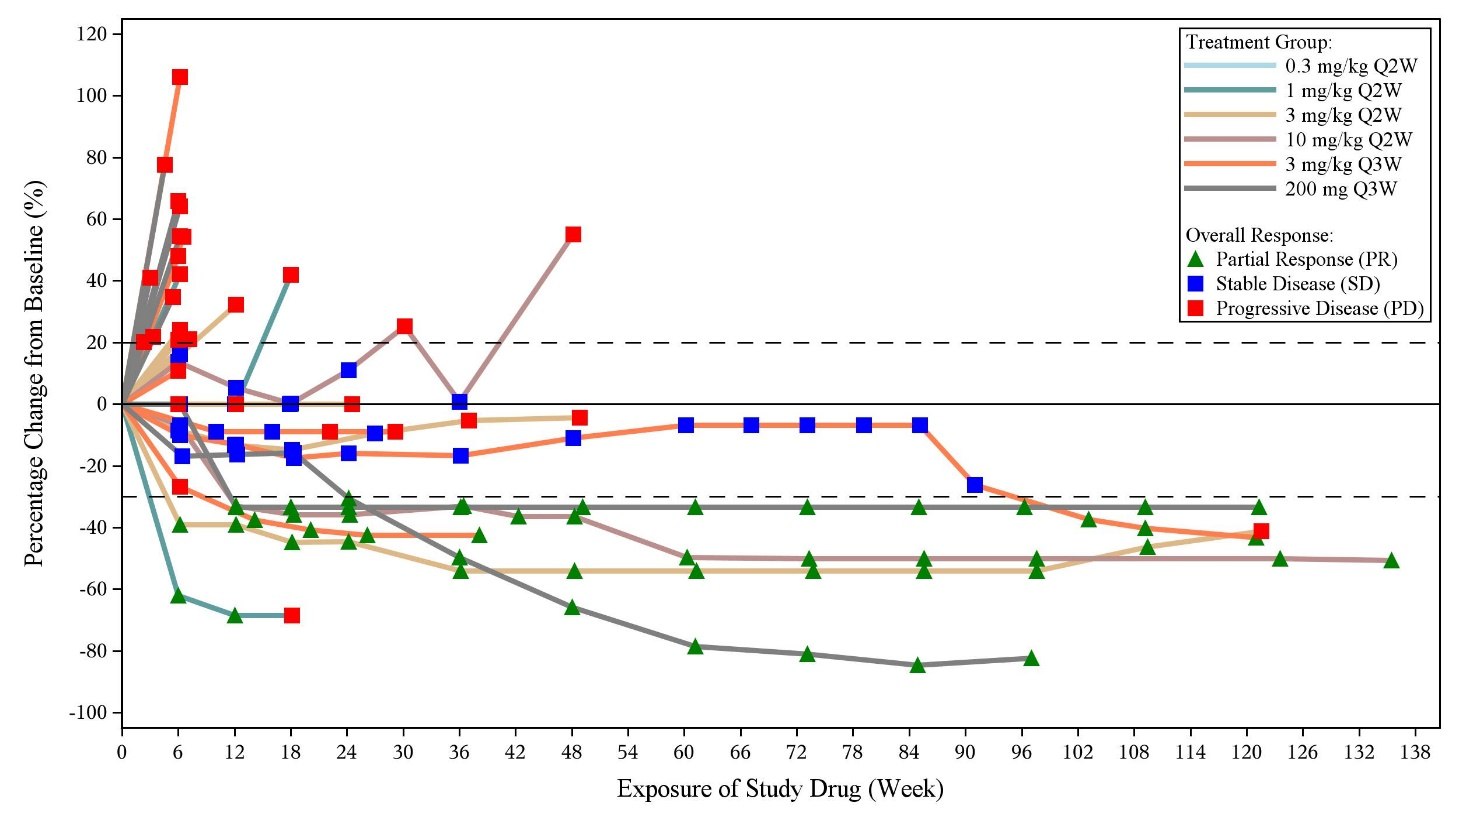 Percentage Change from Baseline (%)
120
100
80
60
40
20
0
-20
-40
-60
-80
-100
Treatment Group:
0.3 mg/kg Q2W
1 mg/kg Q2W
3 mg/kg Q2W
10 mg/kg Q2W
3 mg/kg Q3W
200 mg Q3W
Overall Response:
Partial Response (PR)
Stable Disease (SD)
Progressive Disease (PD)
0 6 12 18 24 30 36 42 48 54 60 66 72 78 84 90 96 102 108 114 120 126 132 138
Exposure of Study Drug (Week)